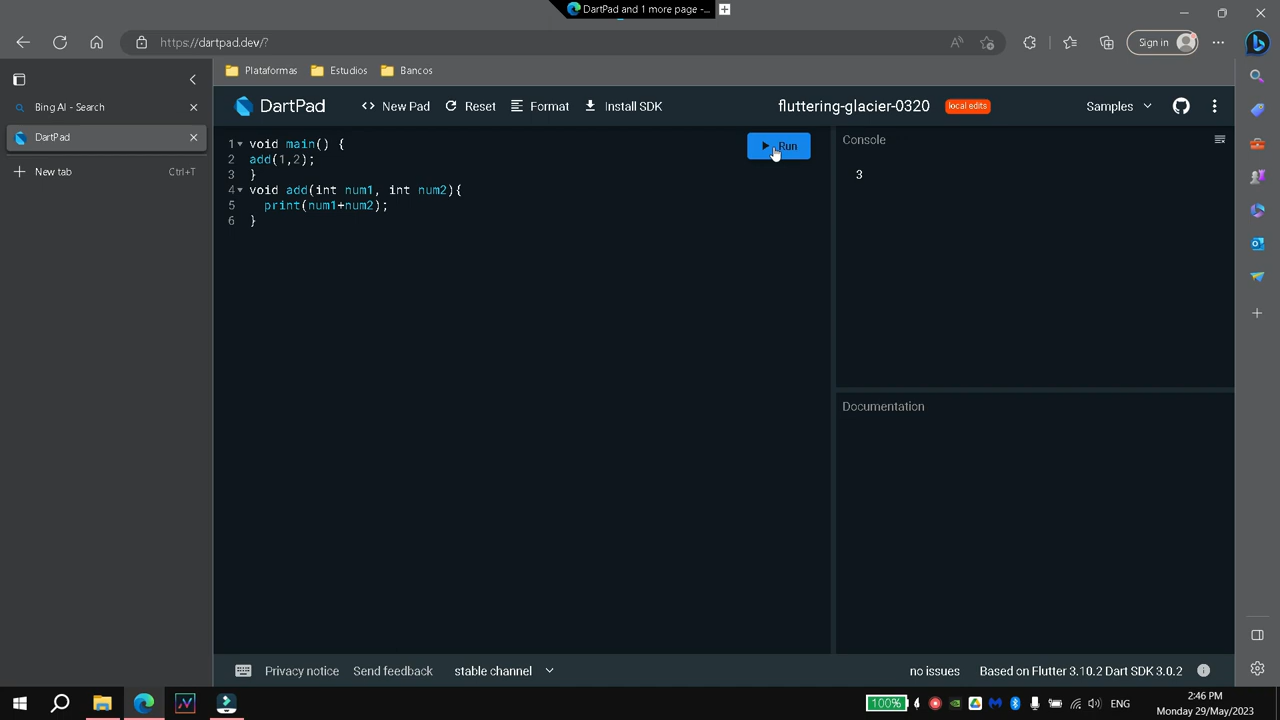 DartPad and 1 more page -...
https://dartpad.dev/?
Sign in
Plataformas
Estudios
Bancos
Bing AI - Search
DartPad
New tab
Ctrl+T
DartPad
New Pad
Reset
Format
Install SDK
fluttering-glacier-0320
local edits
Samples
1 void main() {
2 add(1,2);
3 }
4 void add(int num1, int num2){
5 print(num1+num2);
6 }
Run
Console
3
Documentation
Privacy notice
Send feedback
stable channel
no issues
Based on Flutter 3.10.2 Dart SDK 3.0.2
100%
ENG
2:46 PM
Monday 29/May/2023